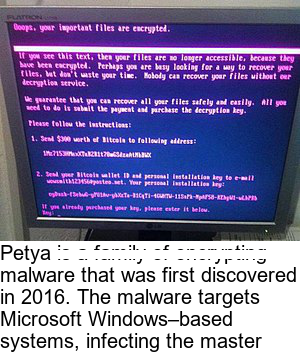 FLATRON
Ooops, your important files are encrypted.
If you see this text, then your files are no longer accessible, because they
have been encrypted. Perhaps you are busy looking for a way to recover your
files, but don't waste your time. Nobody can recover your files without our
decryption service.
We guarantee that you can recover all your files safely and easily. All you
need to do is submit the payment and purchase the decryption key.
Please follow the instructions:
1. Send $300 worth of Bitcoin to following address:
2. Send your Bitcoin wallet ID and personal installation key to e-mail
Your personal installation key:
If you already purchased your key, please enter it below.
Key:
LG
Petya is a family of encrypting
malware that was first discovered
in 2016. The malware targets
Microsoft Windows–based
systems, infecting the master